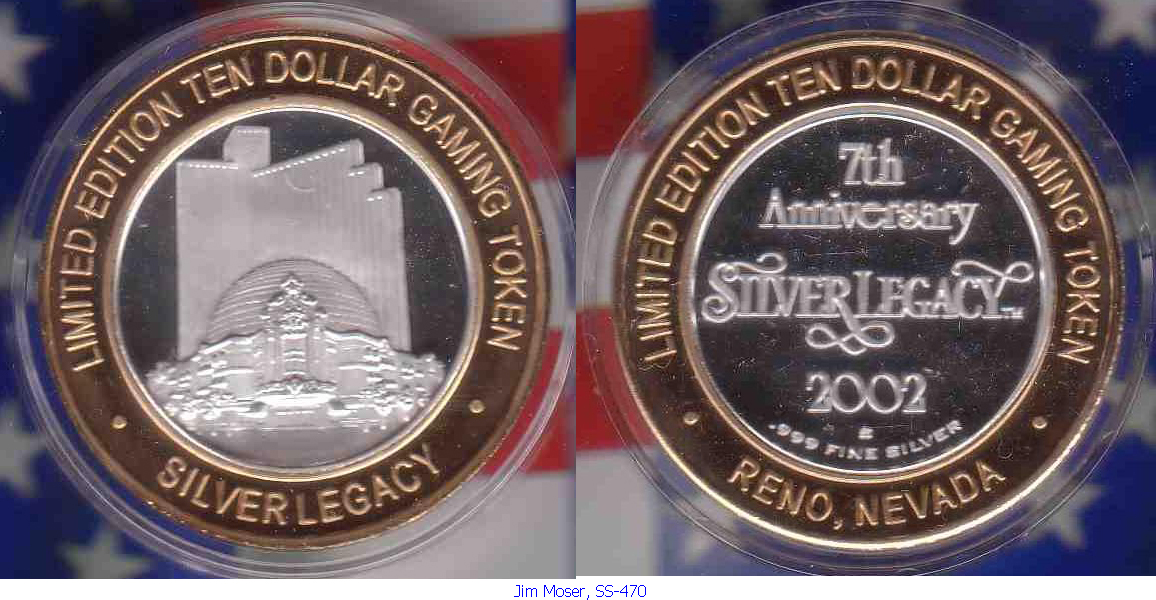 LIMITED EDITION TEN DOLLAR GAMING TOKEN
SILVER LEGACY
LIMITED EDITION TEN DOLLAR GAMING TOKEN
7th
Anniversary
SILVER LEGACY™
2002
.999 FINE SILVER
RENO, NEVADA
Jim Moser, SS-470